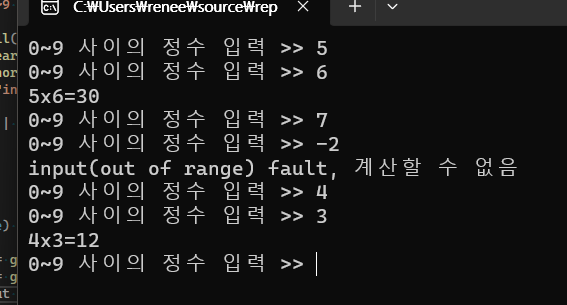 C:₩Users₩renee₩source₩rep
0~9 사이의 정수 입력 >> 5
0~9 사이의 정수 입력 >> 6
5x6=30
0~9 사이의 정수 입력 >> 7
0~9 사이의 정수 입력 >> -2
input(out of range) fault, 계산할 수 없음
0~9 사이의 정수 입력 >> 4
0~9 사이의 정수 입력 >> 3
4x3=12
0~9 사이의 정수 입력 >>